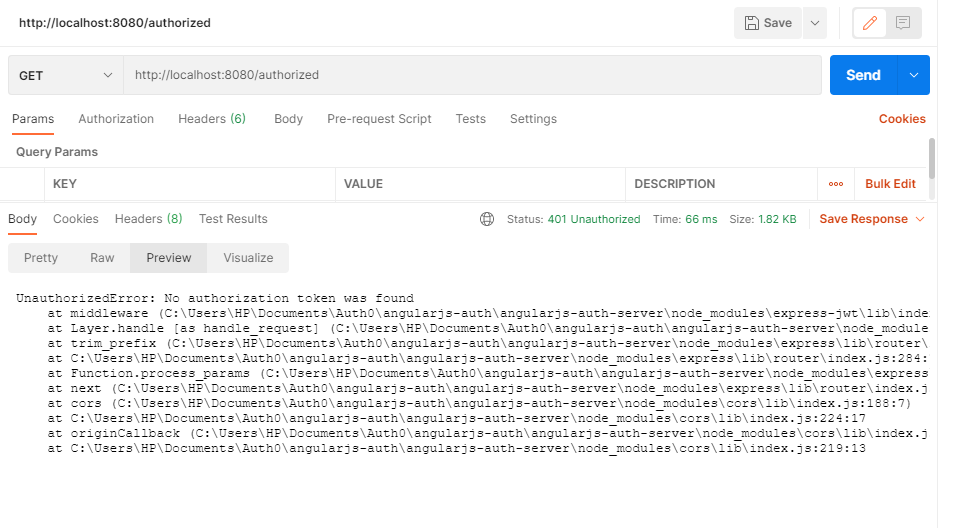 http://localhost:8080/authorized
Save
GET
http://localhost:8080/authorized
Send
Params Authorization Headers (6) Body Pre-request Script Tests Settings Cookies
Query Params
KEY VALUE DESCRIPTION ooo Bulk Edit
Body Cookies Headers (8) Test Results Status: 401 Unauthorized Time: 66 ms Size: 1.82 KB Save Response
Pretty Raw Preview Visualize
UnauthorizedError: No authorization token was found
at middleware (C:\Users\HP\Documents\Auth0\angularjs-auth\angularjs-auth-server\node_modules\express-jwt\lib\inde
at Layer.handle [as handle_request] (C:\Users\HP\Documents\Auth0\angularjs-auth\angularjs-auth-server\node_module
at trim_prefix (C:\Users\HP\Documents\Auth0\angularjs-auth\angularjs-auth-server\node_modules\express\lib\router\
at C:\Users\HP\Documents\Auth0\angularjs-auth\angularjs-auth-server\node_modules\express\lib\router\index.js:284:
at Function.process_params (C:\Users\HP\Documents\Auth0\angularjs-auth\angularjs-auth-server\node_modules\express
at next (C:\Users\HP\Documents\Auth0\angularjs-auth\angularjs-auth-server\node_modules\express\lib\router\index.j
at cors (C:\Users\HP\Documents\Auth0\angularjs-auth\angularjs-auth-server\node_modules\cors\lib\index.js:188:7)
at C:\Users\HP\Documents\Auth0\angularjs-auth\angularjs-auth-server\node_modules\cors\lib\index.js:224:17
at originCallback (C:\Users\HP\Documents\Auth0\angularjs-auth\angularjs-auth-server\node_modules\cors\lib\index.j
at C:\Users\HP\Documents\Auth0\angularjs-auth\angularjs-auth-server\node_modules\cors\lib\index.js:219:13